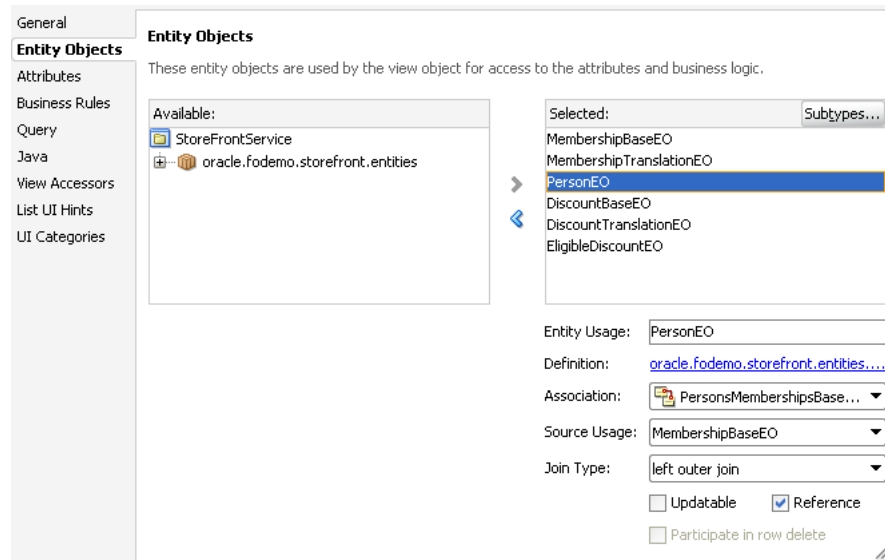 General
Entity Objects
Attributes
Business Rules
Query
Java
View Accessors
List UI Hints
UI Categories
Entity Objects
These entity objects are used by the view object for access to the attributes and business logic.
Available:
StoreFrontService
oracle.fodemo.storefront.entities
Selected:
Subtypes...
MembershipBaseEO
MembershipTranslationEO
PersonEO
DiscountBaseEO
DiscountTranslationEO
EligibleDiscountEO
Entity Usage: PersonEO
Definition: oracle.fodemo.storefront.entities....
Association: PersonsMembershipsBase...
Source Usage: MembershipBaseEO
Join Type: left outer join
Updatable Reference
Participate in row delete